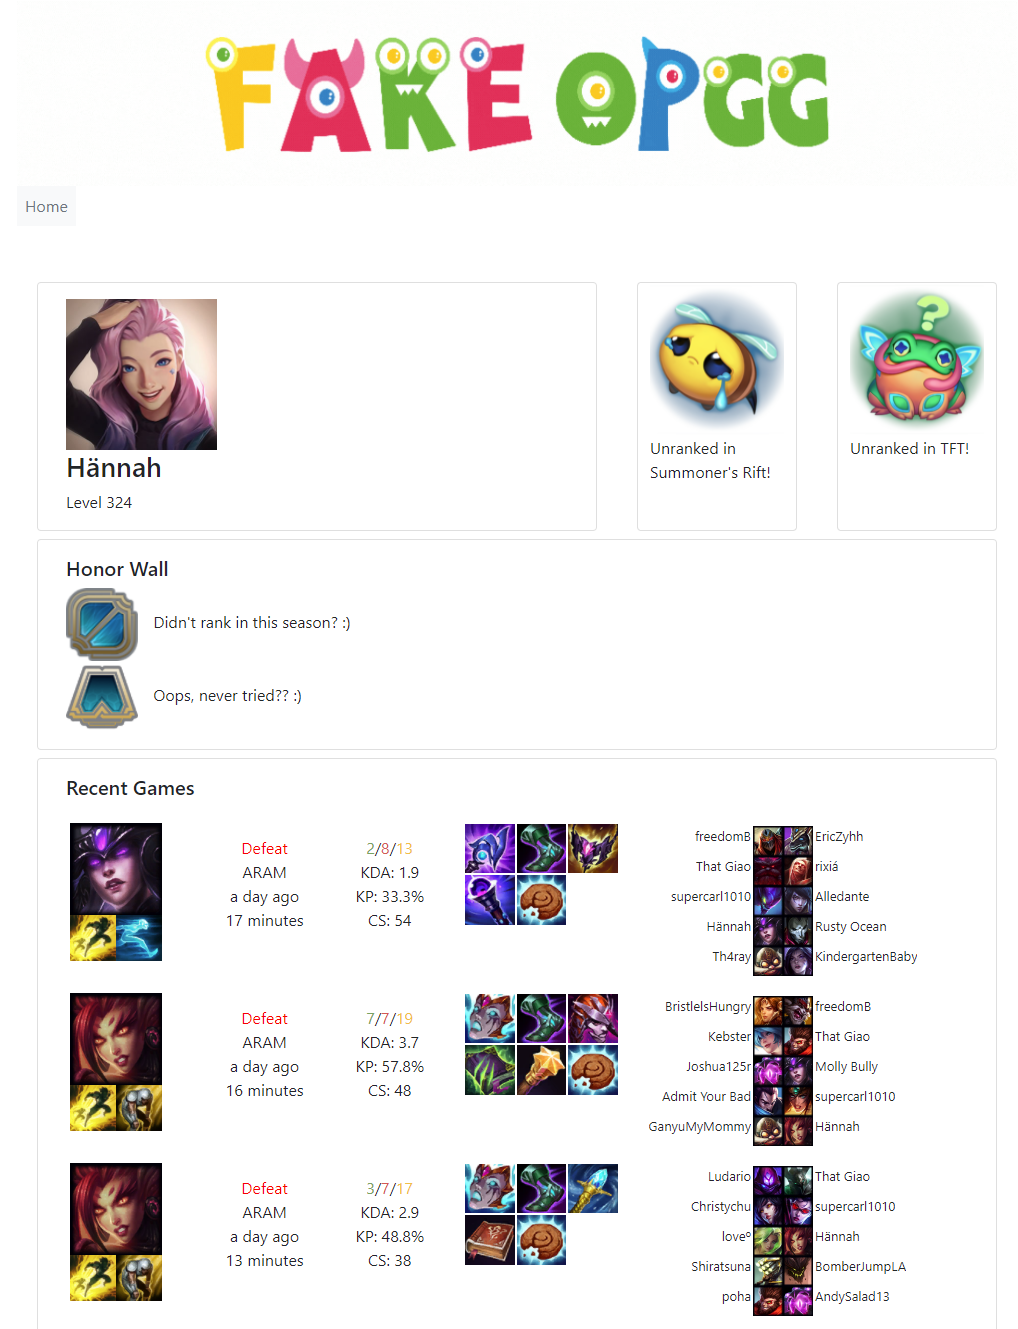 FAKE OPGG
Home
Hännah
Level 324
Unranked in
Summoner's Rift!
Unranked in TFT!
Honor Wall
Didn't rank in this season? :)
Oops, never tried?? :)
Recent Games
Defeat
ARAM
a day ago
17 minutes
2/8/13
KDA: 1.9
KP: 33.3%
CS: 54
freedomB EricZyhh
That Giao rixiá
supercarl1010 Alledante
Hännah Rusty Ocean
Th4ray KindergartenBaby
Defeat
ARAM
a day ago
16 minutes
7/7/19
KDA: 3.7
KP: 57.8%
CS: 48
BristlelsHungry freedomB
Kebster That Giao
Joshua125r Molly Bully
Admit Your Bad supercarl1010
GanyuMyMommy Hännah
Defeat
ARAM
a day ago
13 minutes
3/7/17
KDA: 2.9
KP: 48.8%
CS: 38
Ludario That Giao
Christychu supercarl1010
loveº Hännah
Shiratsuna BomberJumpLA
poha AndySalad13